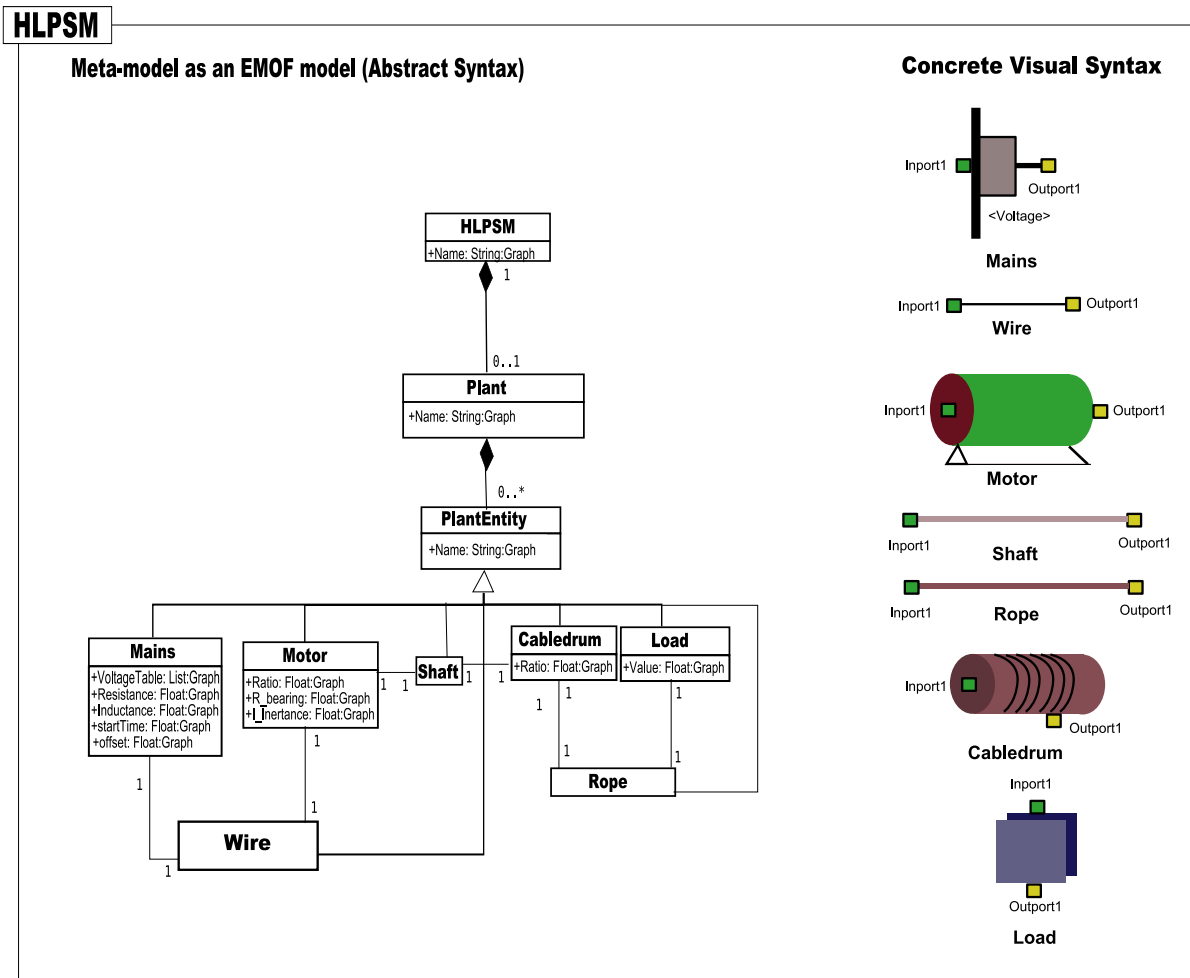 HLPSM
Meta-model as an EMOF model (Abstract Syntax)
HLPSM
+Name: String:Graph
1
0..1
Plant
+Name: String:Graph
0..*
PlantEntity
+Name: String:Graph
Mains
+VoltageTable: List:Graph
+Resistance: Float:Graph
+Inductance: Float:Graph
+startTime: Float:Graph
+offset: Float:Graph
Motor
+Ratio: Float:Graph
+R_bearing: Float:Graph
+I_Inertance: Float:Graph
1
1
Shaft
1
1
Cabledrum
+Ratio: Float:Graph
Load
+Value: Float:Graph
1
1
1
1
1
1
Rope
1
1
1
1
Wire
Concrete Visual Syntax
Inport1
Outport1
<Voltage>
Mains
Inport1
Outport1
Wire
Inport1
Outport1
Motor
Inport1
Outport1
Shaft
Inport1
Outport1
Rope
Inport1
Outport1
Cabledrum
Inport1
Outport1
Load